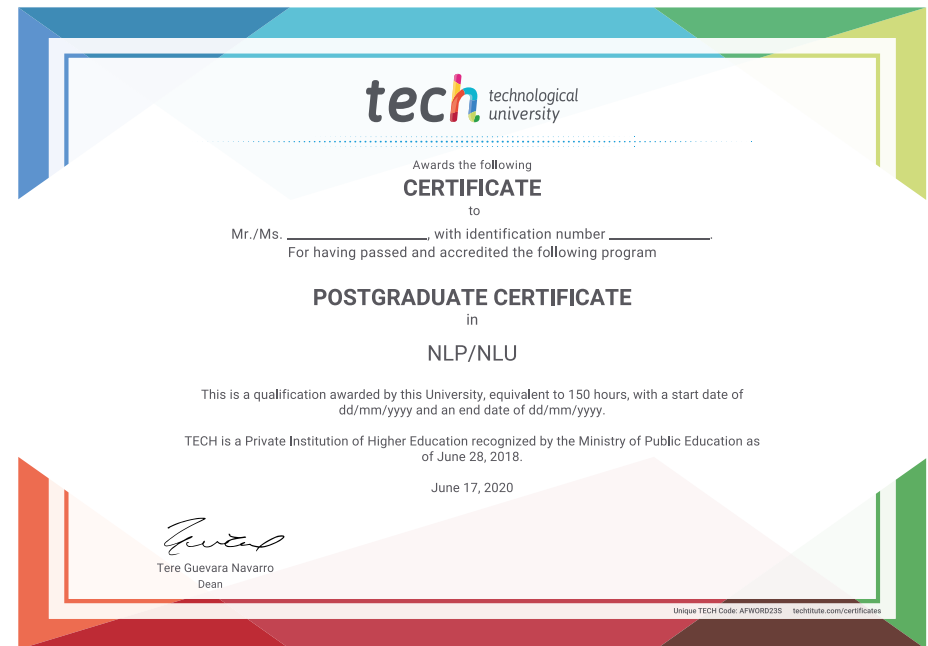 tech technological
university
Awards the following
CERTIFICATE
to
Mr./Ms. ____________________, with identification number ______________.
For having passed and accredited the following program
POSTGRADUATE CERTIFICATE
in
NLP/NLU
This is a qualification awarded by this University, equivalent to 150 hours, with a start date of
dd/mm/yyyy and an end date of dd/mm/yyyy.
TECH is a Private Institution of Higher Education recognized by the Ministry of Public Education as
of June 28, 2018.
June 17, 2020
Tere Guevara Navarro
Dean
Unique TECH Code: AFWORD23S techtitute.com/certificates